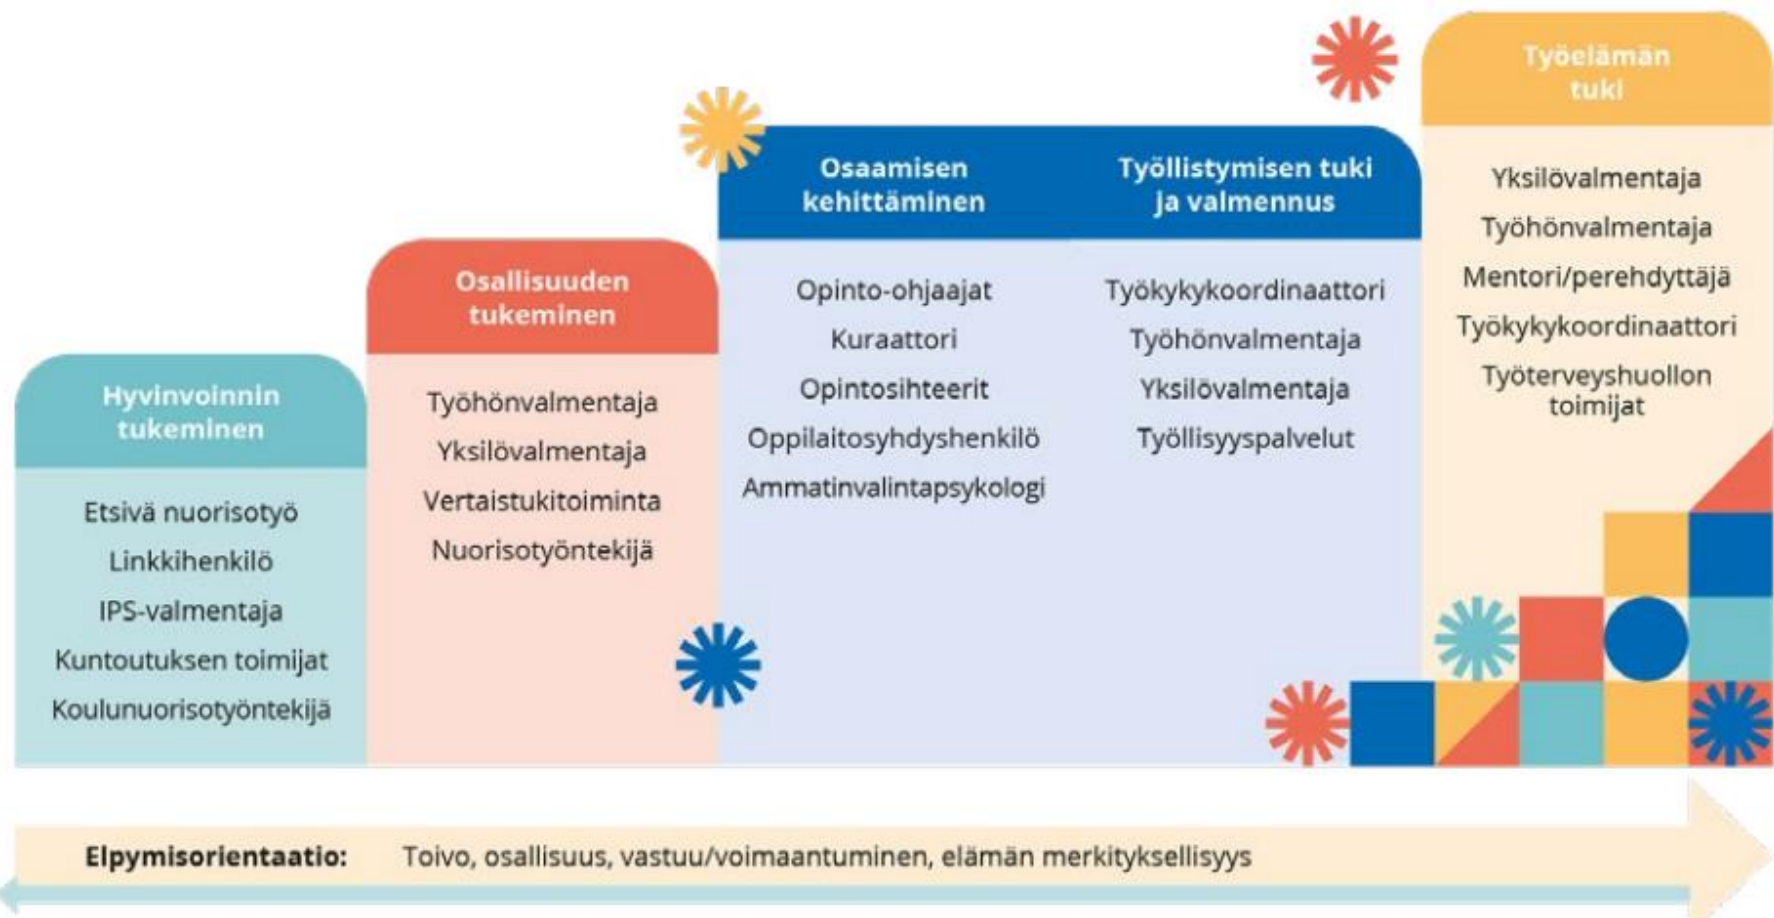 Hyvinvoinnin
tukeminen
Etsivä nuorisotyö
Linkkihenkilö
IPS-valmentaja
Kuntoutuksen toimijat
Koulunuorisotyöntekijä
Osallisuuden
tukeminen
Työhönvalmentaja
Yksilövalmentaja
Vertaistukitoiminta
Nuorisotyöntekijä
Osaamisen
kehittäminen
Opinto-ohjaajat
Kuraattori
Opintosihteerit
Oppilaitosyhdyshenkilö
Ammatinvalintapsykologi
Työllistymisen tuki
ja valmennus
Työkykykoordinaattori
Työhönvalmentaja
Yksilövalmentaja
Työllisyyspalvelut
Työelämän
tuki
Yksilövalmentaja
Työhönvalmentaja
Mentori/perehdyttäjä
Työkykykoordinaattori
Työterveyshuollon
toimijat
Elpymisorientaatio: Toivo, osallisuus, vastuu/voimaantuminen, elämän merkityksellisyys